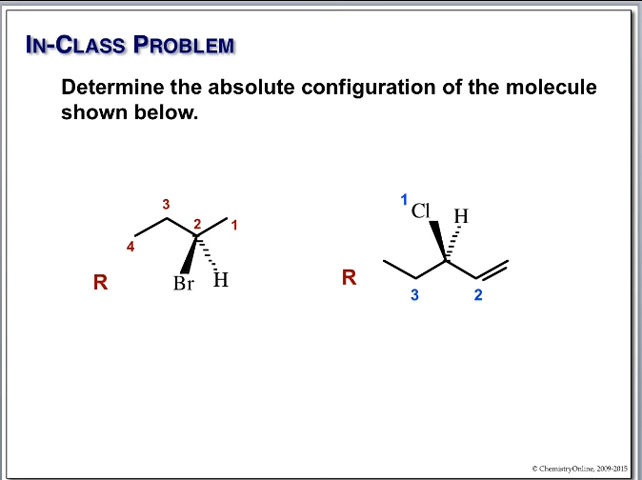 IN-CLASS PROBLEM
Determine the absolute configuration of the molecule
shown below.
3
2
1
4
Br
H
R
1
Cl
H
R
3
2
© ChemistryOnline, 2009-2015